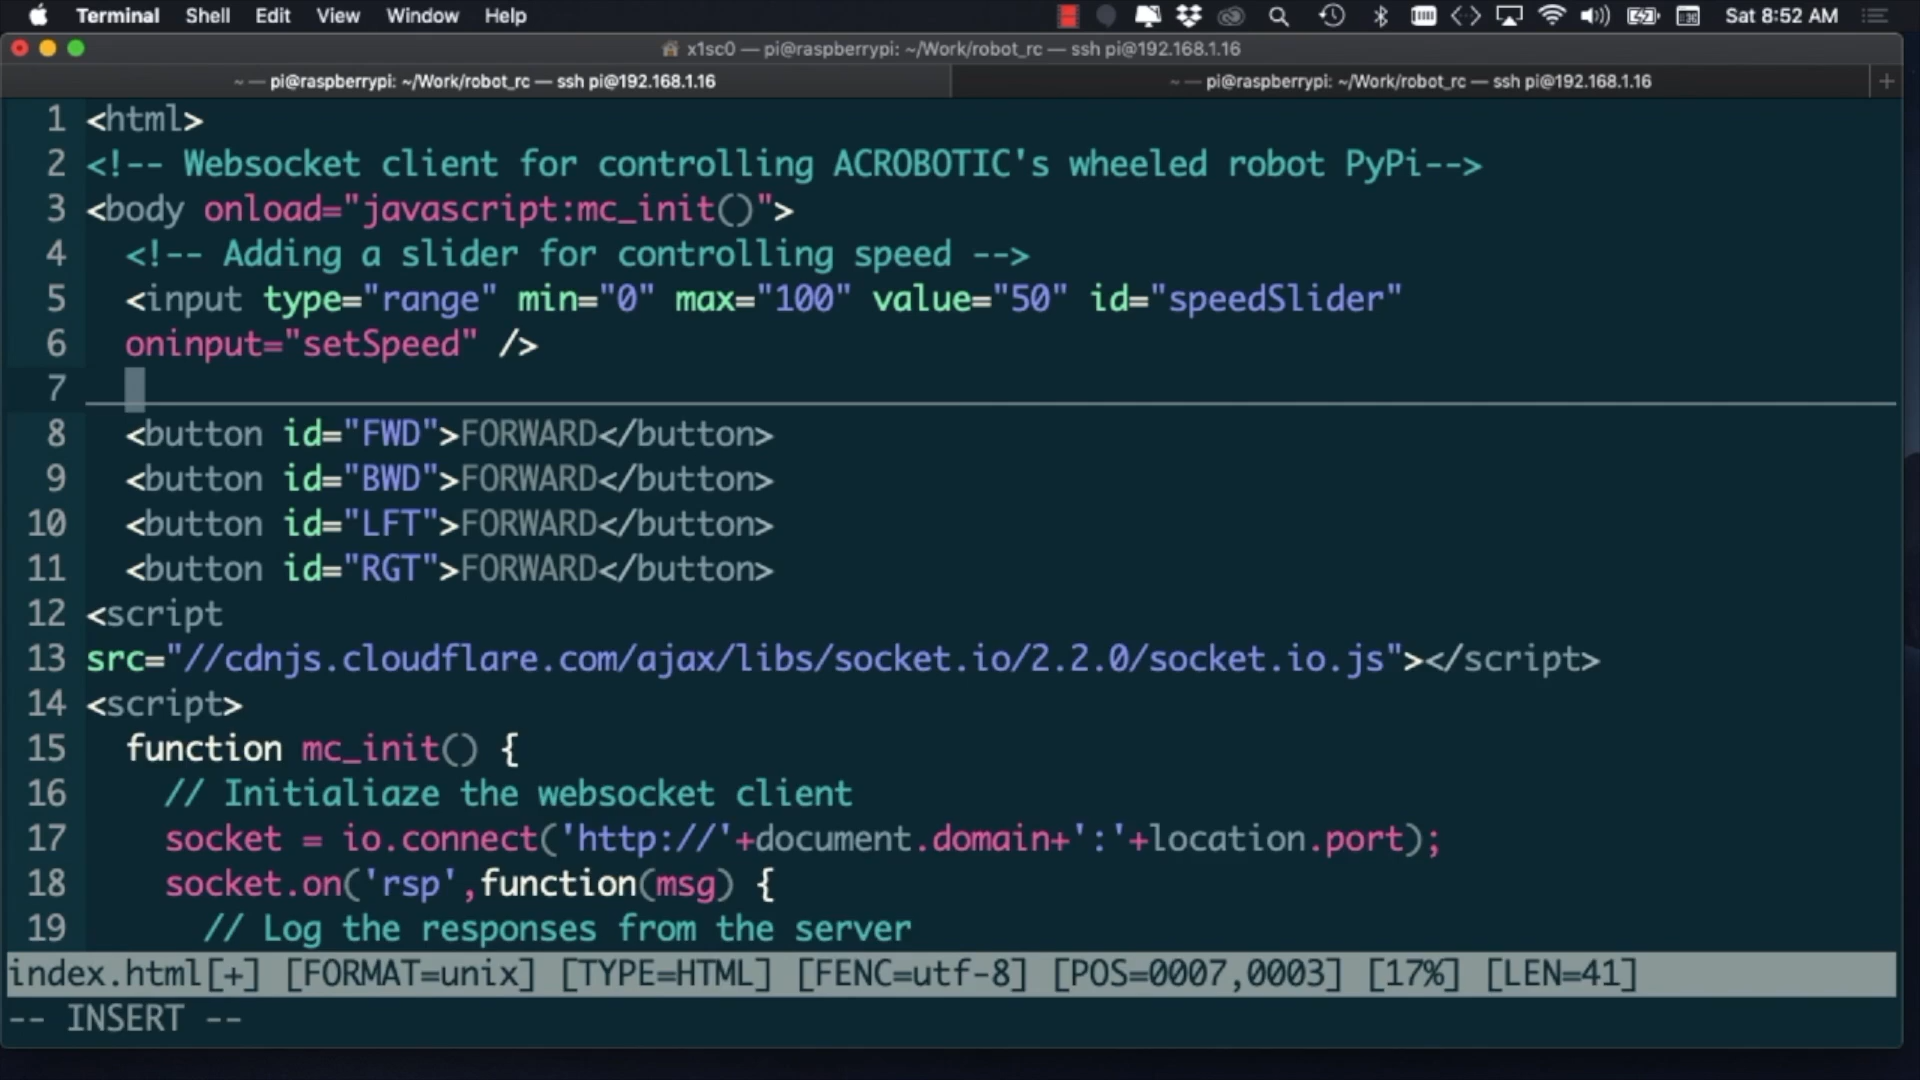 Terminal Shell Edit View Window Help Sat 8:52 AM
x1sc0 — pi@raspberrypi: ~/Work/robot_rc — ssh pi@192.168.1.16
~ — pi@raspberrypi: ~/Work/robot_rc — ssh pi@192.168.1.16 ~ — pi@raspberrypi: ~/Work/robot_rc — ssh pi@192.168.1.16 +
1 <html>
2 <!-- Websocket client for controlling ACROBOTIC's wheeled robot PyPi-->
3 <body onload="javascript:mc_init()">
4 <!-- Adding a slider for controlling speed -->
5 <input type="range" min="0" max="100" value="50" id="speedSlider"
6 oninput="setSpeed" />
7
8 <button id="FWD">FORWARD</button>
9 <button id="BWD">FORWARD</button>
10 <button id="LFT">FORWARD</button>
11 <button id="RGT">FORWARD</button>
12 <script
13 src="//cdnjs.cloudflare.com/ajax/libs/socket.io/2.2.0/socket.io.js"></script>
14 <script>
15 function mc_init() {
16 // Initialiaze the websocket client
17 socket = io.connect('http://'+document.domain+':'+location.port);
18 socket.on('rsp',function(msg) {
19 // Log the responses from the server
index.html[+] [FORMAT=unix] [TYPE=HTML] [FENC=utf-8] [POS=0007,0003] [17%] [LEN=41]
-- INSERT --